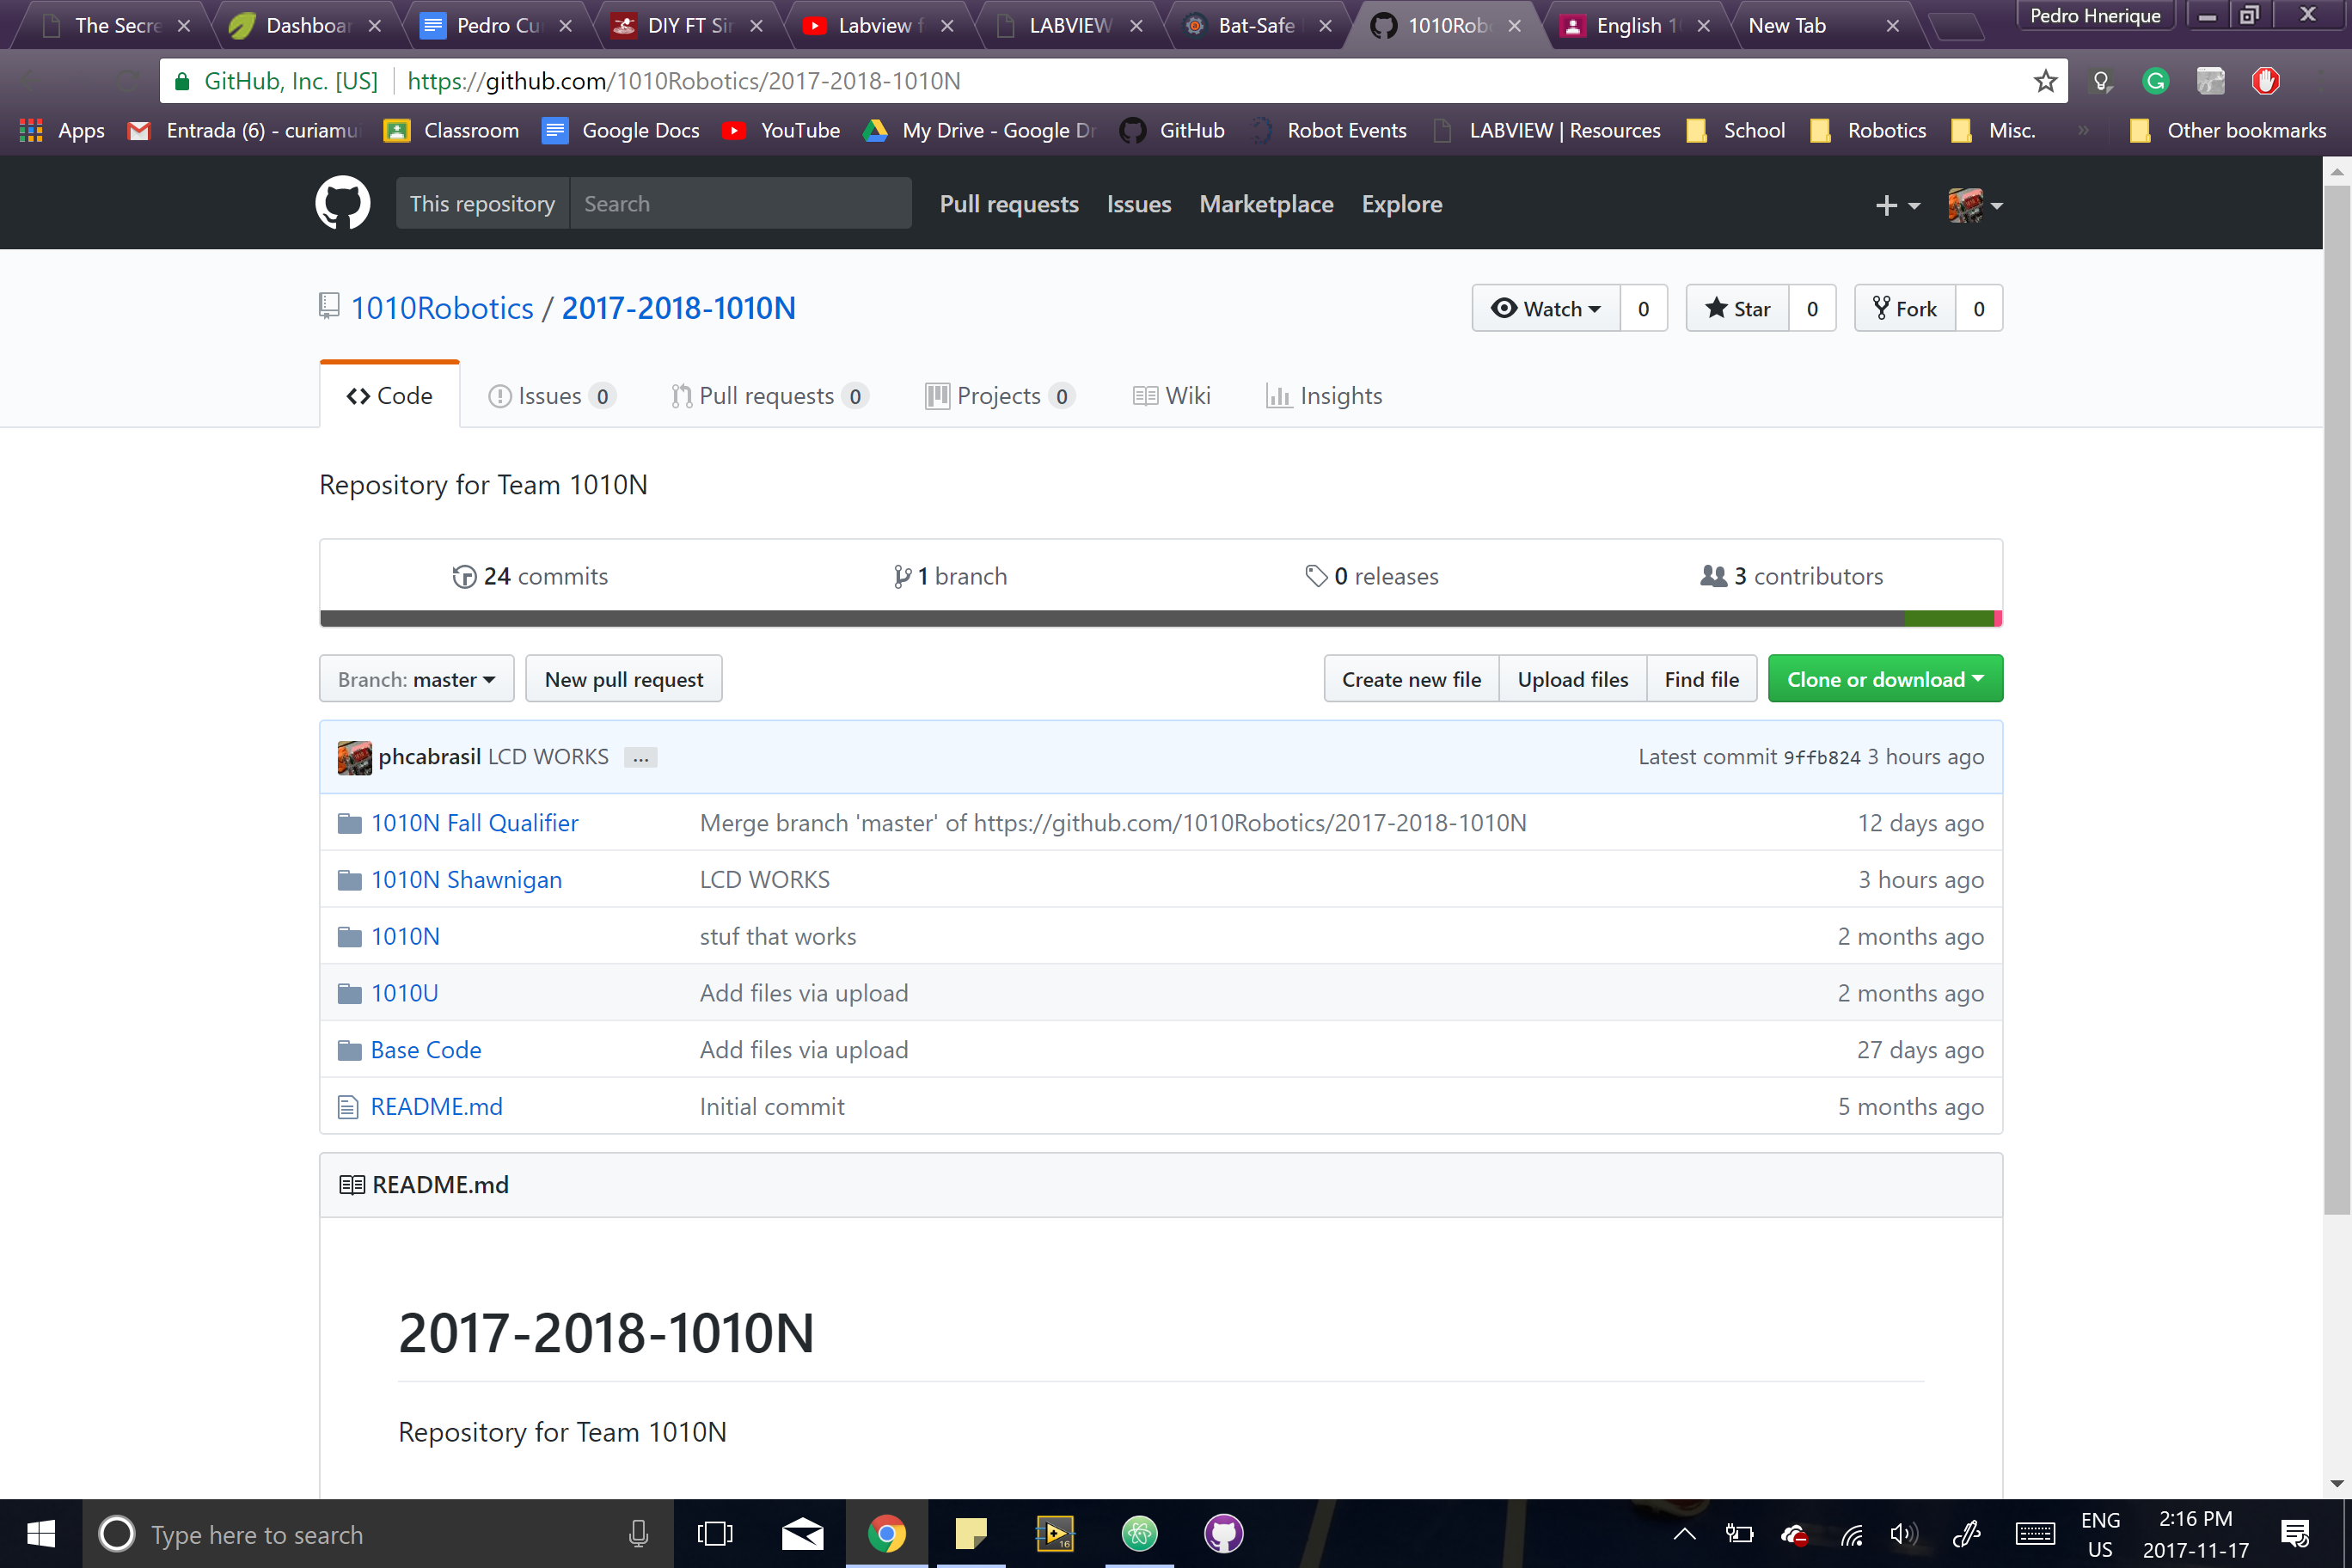 The Secre
Dashboar
Pedro Cu
DIY FT Sin
Labview f
LABVIEW
Bat-Safe
1010Rob
English 1
New Tab
Pedro Hnerique
GitHub, Inc. [US] https://github.com/1010Robotics/2017-2018-1010N
Apps Entrada (6) - curiamu Classroom Google Docs YouTube My Drive - Google Dr GitHub Robot Events LABVIEW | Resources School Robotics Misc. » Other bookmarks
This repository Search Pull requests Issues Marketplace Explore
1010Robotics / 2017-2018-1010N Watch 0 Star 0 Fork 0
Code Issues 0 Pull requests 0 Projects 0 Wiki Insights
Repository for Team 1010N
24 commits 1 branch 0 releases 3 contributors
Branch: master New pull request Create new file Upload files Find file Clone or download
phcabrasil LCD WORKS ... Latest commit 9ffb824 3 hours ago
1010N Fall Qualifier Merge branch 'master' of https://github.com/1010Robotics/2017-2018-1010N 12 days ago
1010N Shawnigan LCD WORKS 3 hours ago
1010N stuf that works 2 months ago
1010U Add files via upload 2 months ago
Base Code Add files via upload 27 days ago
README.md Initial commit 5 months ago
README.md
2017-2018-1010N
Repository for Team 1010N
Type here to search
16
ENG
US
2:16 PM
2017-11-17